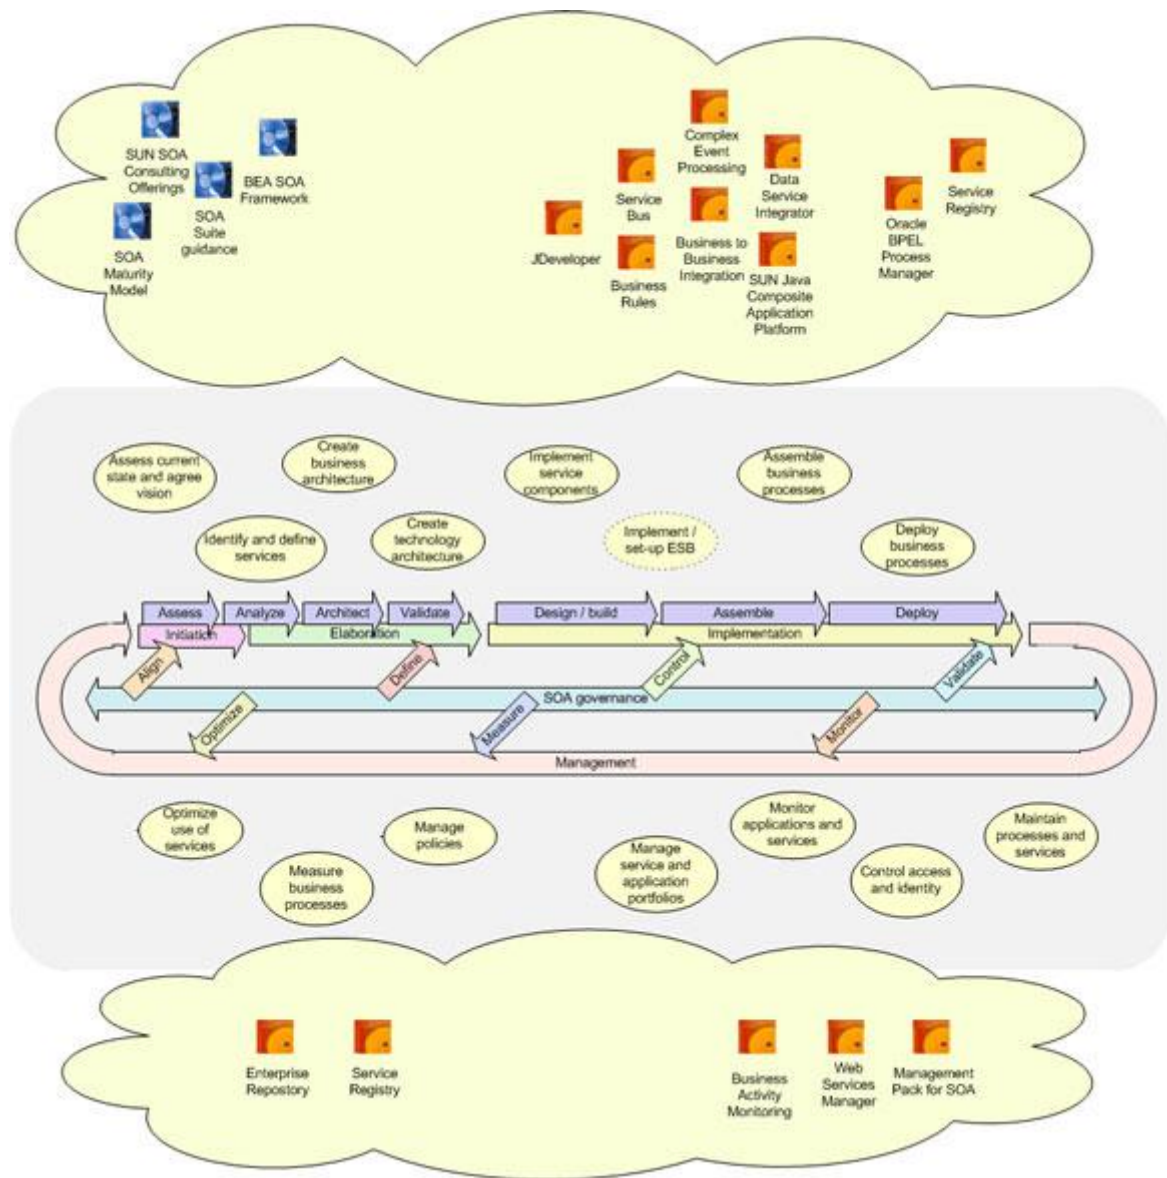 SUN SOA
Consulting
Offerings
BEA SOA
Framework
SOA
Suite
guidance
SOA
Maturity
Model
Complex
Event
Processing
Service
Bus
Data
Service
Integrator
Service
Registry
JDeveloper
Business
Rules
Business to
Business
Integration
SUN Java
Composite
Application
Platform
Oracle
BPEL
Process
Manager
Assess current
state and agree
vision
Create
business
architecture
Implement
service
components
Assemble
business
processes
Identify and define
services
Create
technology
architecture
Implement /
set-up ESB
Deploy
business
processes
Assess
Analyze
Architect
Validate
Design / build
Assemble
Deploy
Initiation
Elaboration
Implementation
Align
Define
Control
Validate
SOA governance
Optimize
Measure
Monitor
Management
Optimize
use of
services
Manage
policies
Monitor
applications and
services
Maintain
processes and
services
Measure
business
processes
Manage
service and
application
portfolios
Control access
and identity
Enterprise
Repostory
Service
Registry
Business
Activity
Monitoring
Web
Services
Manager
Management
Pack for SOA